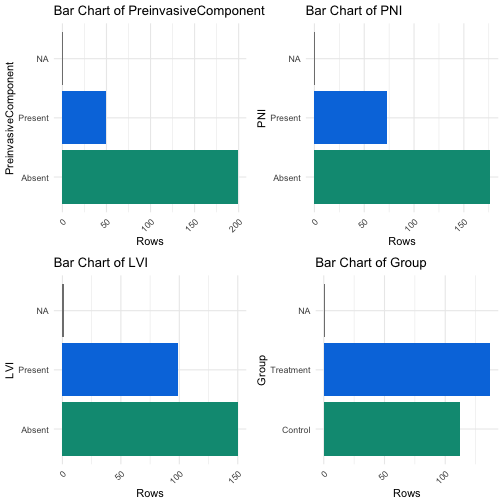 Bar Chart of PreinvasiveComponent
PreinvasiveComponent
NA
Present
Absent
0
50
100
150
200
Rows
Bar Chart of PNI
PNI
NA
Present
Absent
0
50
100
150
Rows
Bar Chart of LVI
LVI
NA
Present
Absent
0
50
100
150
Rows
Bar Chart of Group
Group
NA
Treatment
Control
0
50
100
Rows